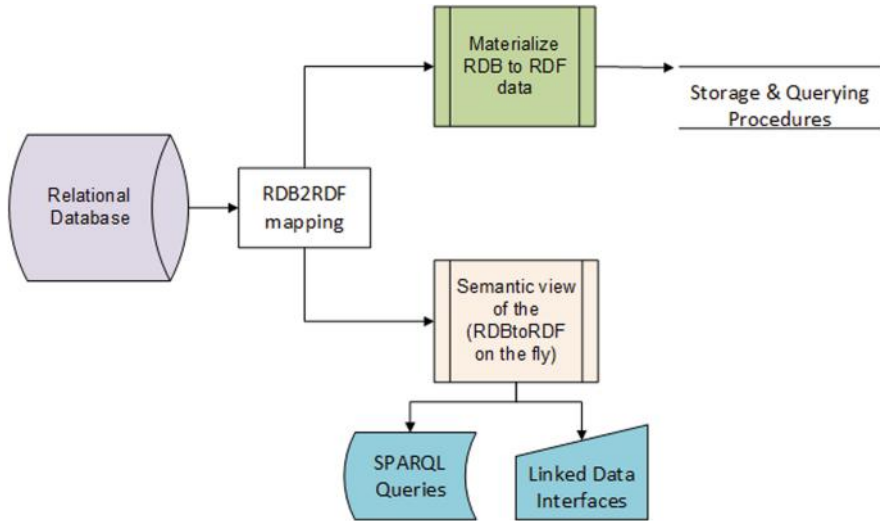 Materialize
RDB to RDF
data
Storage & Querying
Procedures
Relational
Database
RDB2RDF
mapping
Semantic view
of the
(RDBtoRDF
on the fly)
SPARQL
Queries
Linked Data
Interfaces